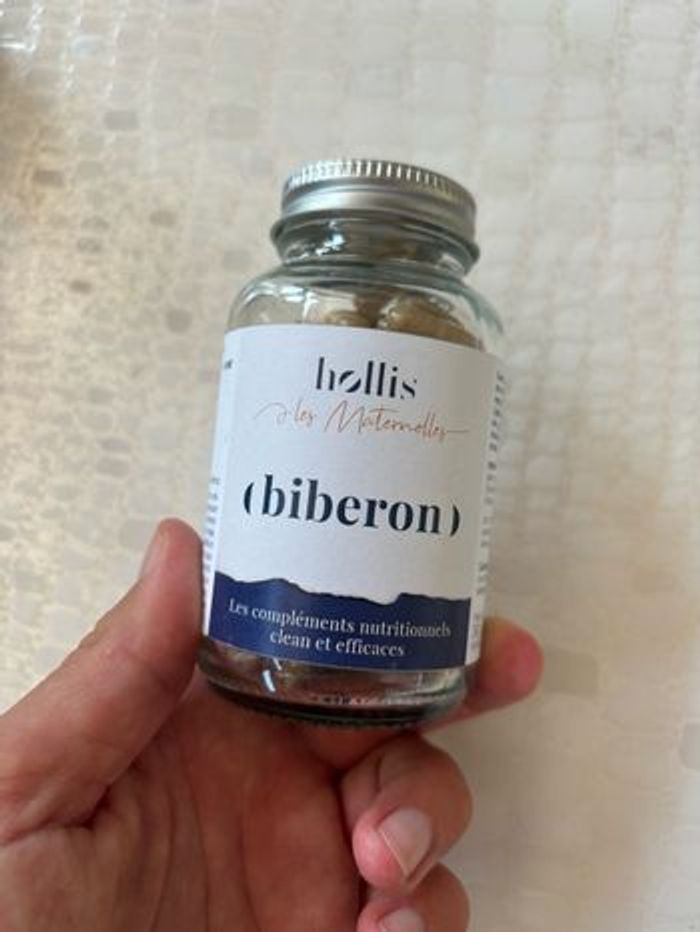 hollis
les Maternelles
(biberon)
Les compléments nutritionnels
clean et efficaces